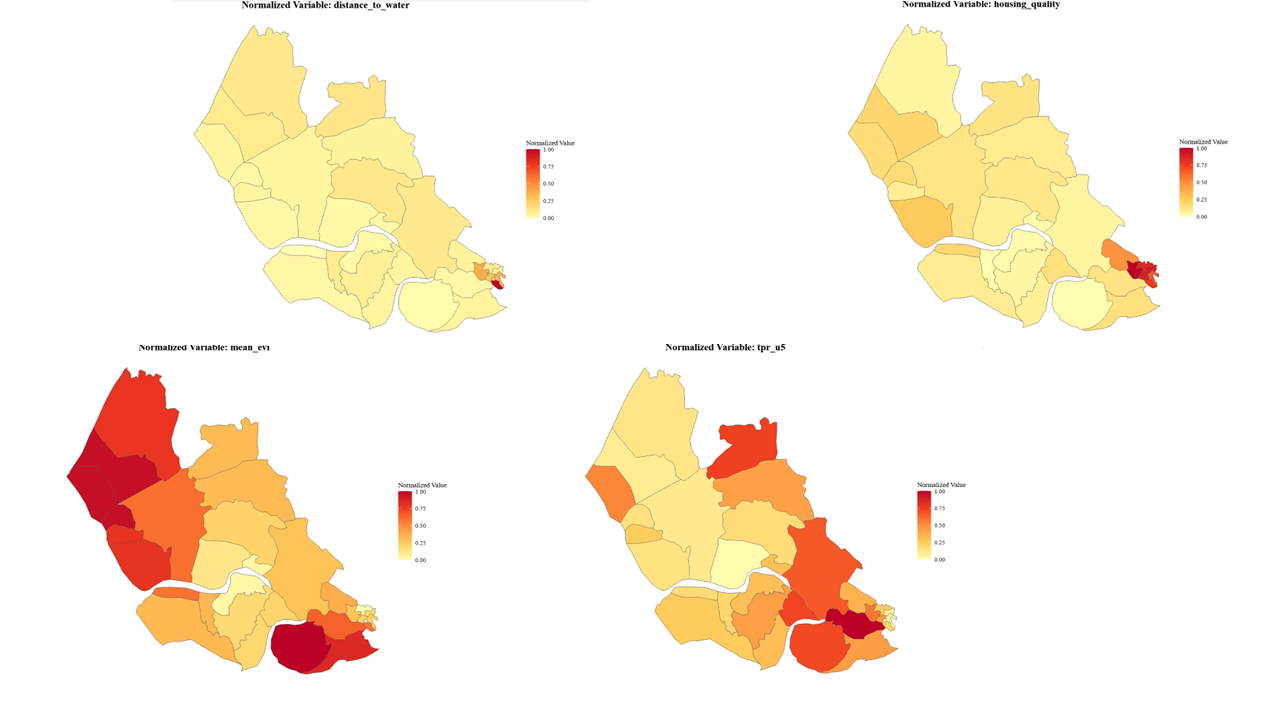 Normalized Variable: distance_to_water
Normalized Variable: housing_quality
Normalized Value
1.00
0.75
0.50
0.25
0.00
Normalized Value
1.00
0.75
0.50
0.25
0.00
Normalized Variable: mean_evi
Normalized Variable: tpr_u5
Normalized Value
1.00
0.75
0.50
0.25
0.00
Normalized Value
1.00
0.75
0.50
0.25
0.00